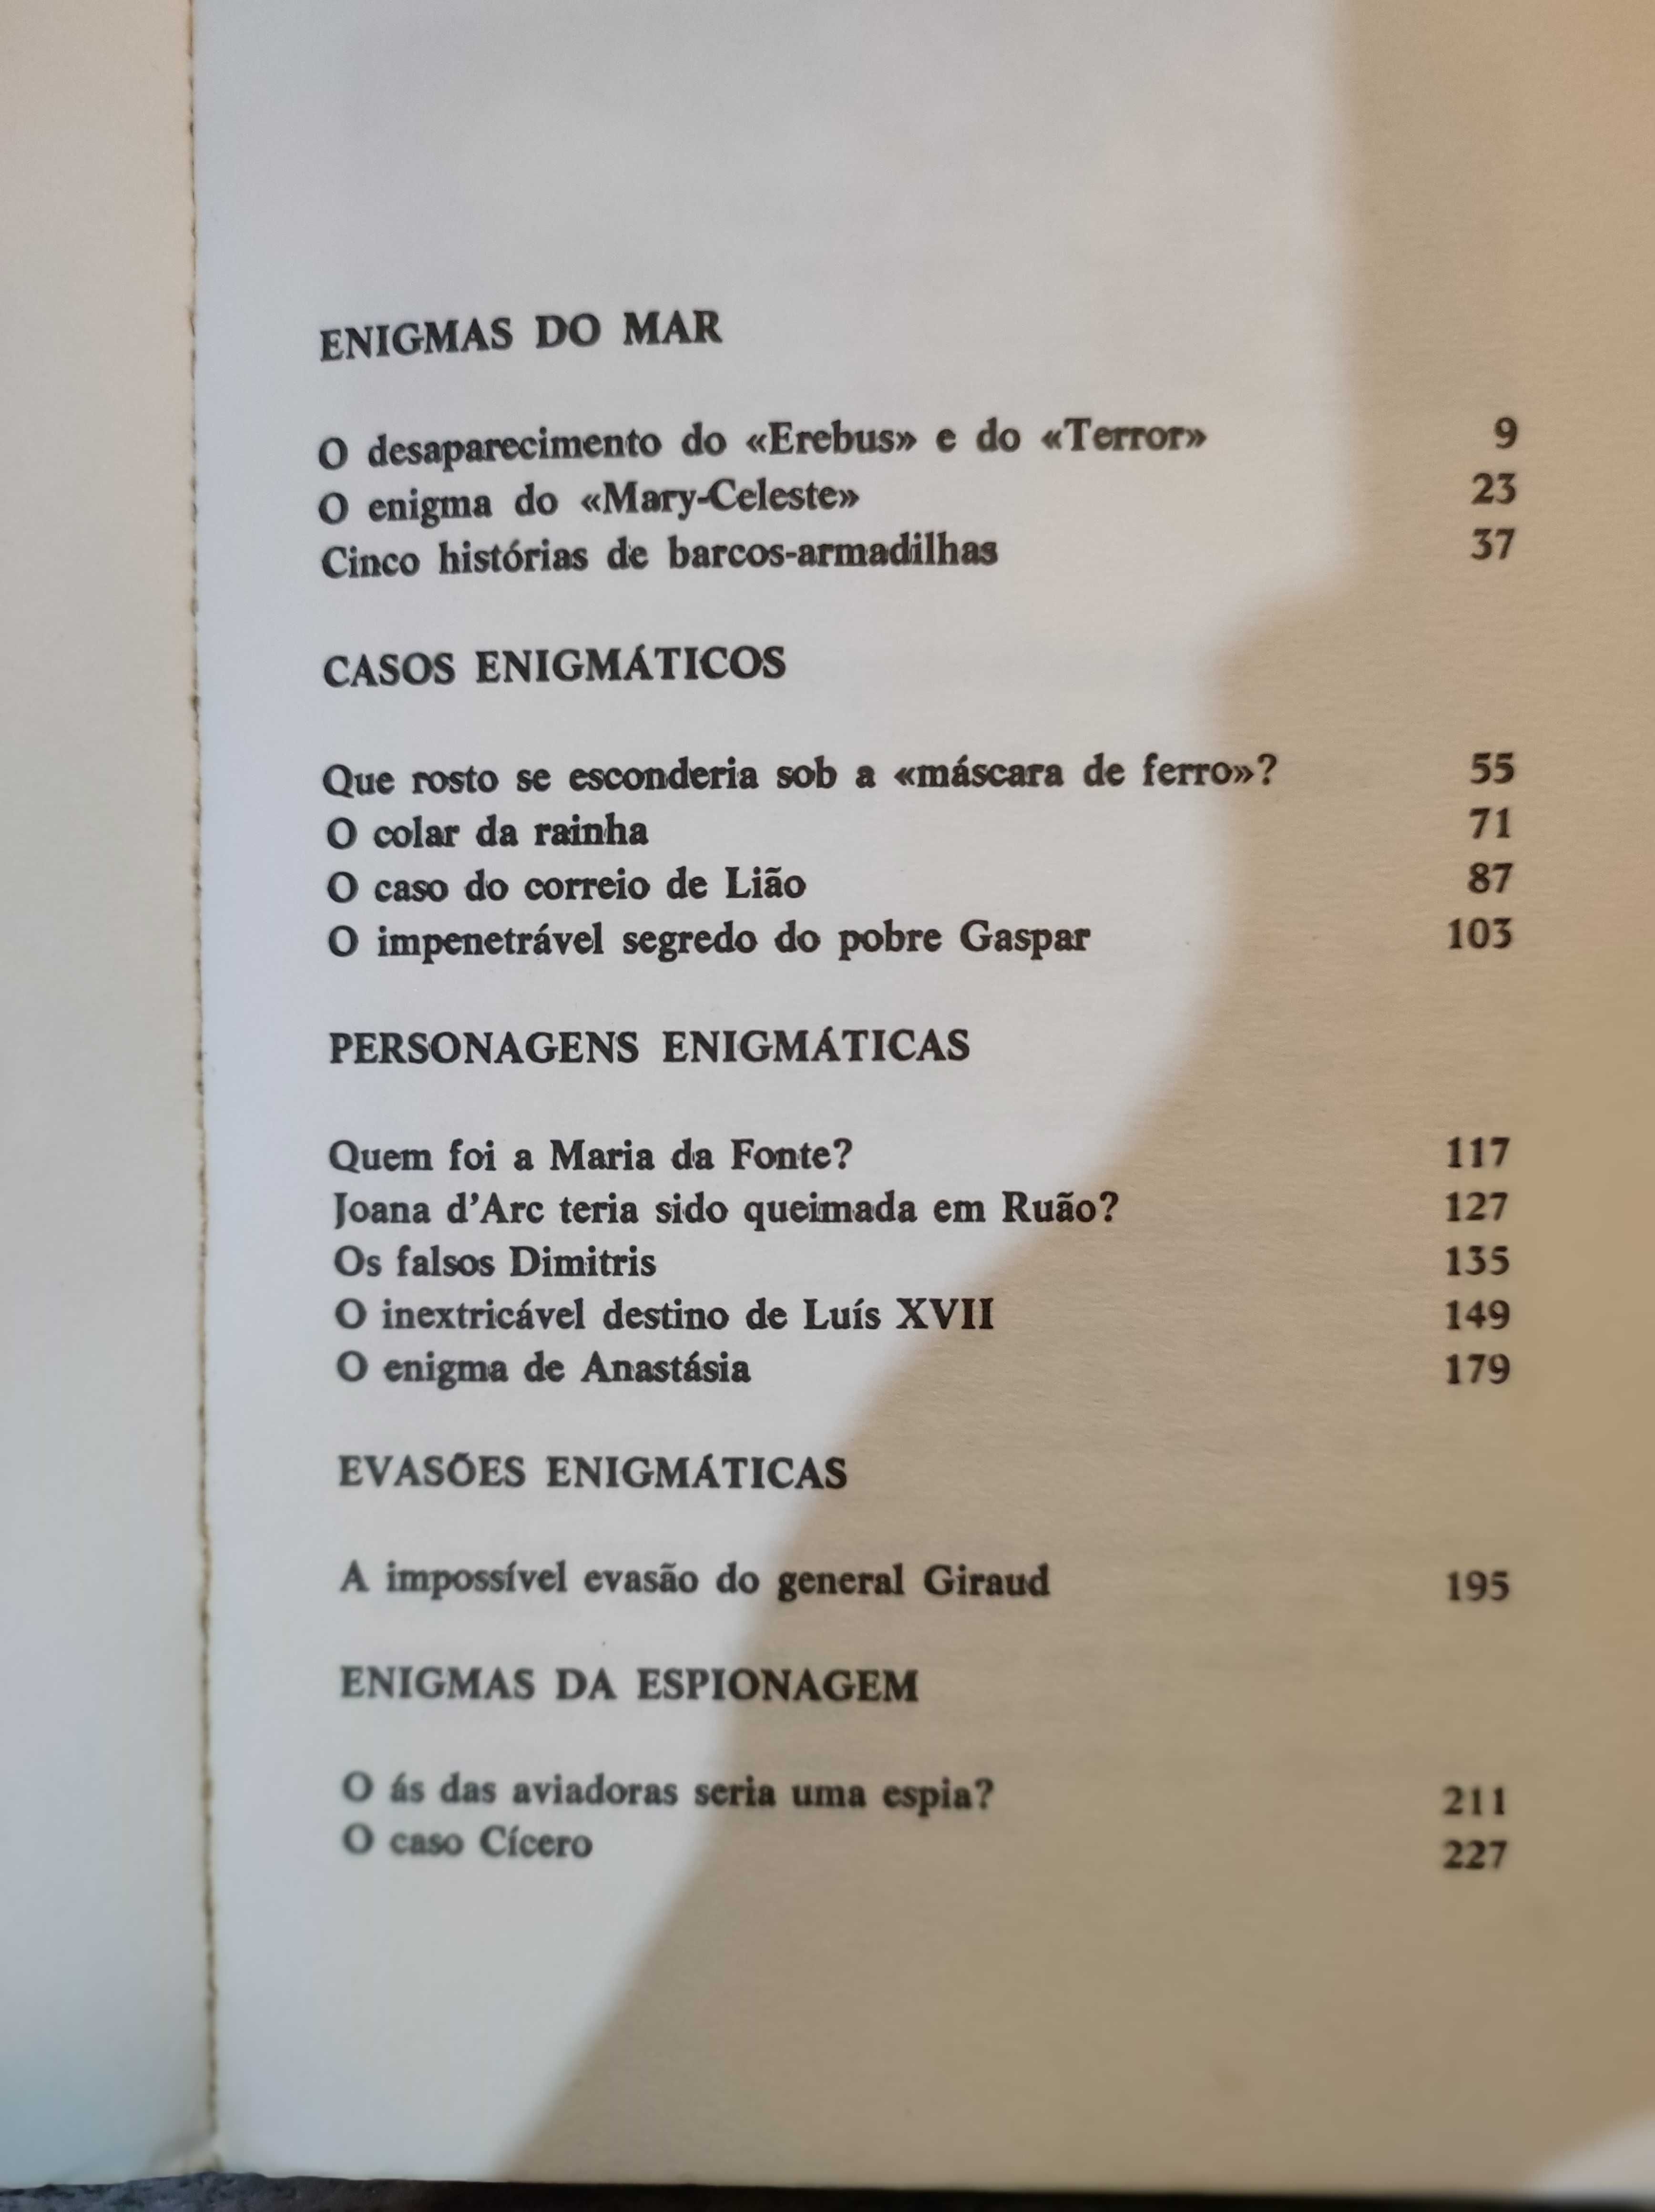 ENIGMAS DO MAR
O desaparecimento do «Erebus» e do «Terror» 9
O enigma do «Mary-Celeste» 23
Cinco histórias de barcos-armadilhas 37
CASOS ENIGMÁTICOS
Que rosto se esconderia sob a «máscara de ferro»? 55
O colar da rainha 71
O caso do correio de Lião 87
O impenetrável segredo do pobre Gaspar 103
PERSONAGENS ENIGMÁTICAS
Quem foi a Maria da Fonte? 117
Joana d'Arc teria sido queimada em Ruão? 127
Os falsos Dimitris 135
O inextricável destino de Luís XVII 149
O enigma de Anastásia 179
EVASÕES ENIGMÁTICAS
A impossível evasão do general Giraud 195
ENIGMAS DA ESPIONAGEM
O ás das aviadoras seria uma espia? 211
O caso Cícero 227